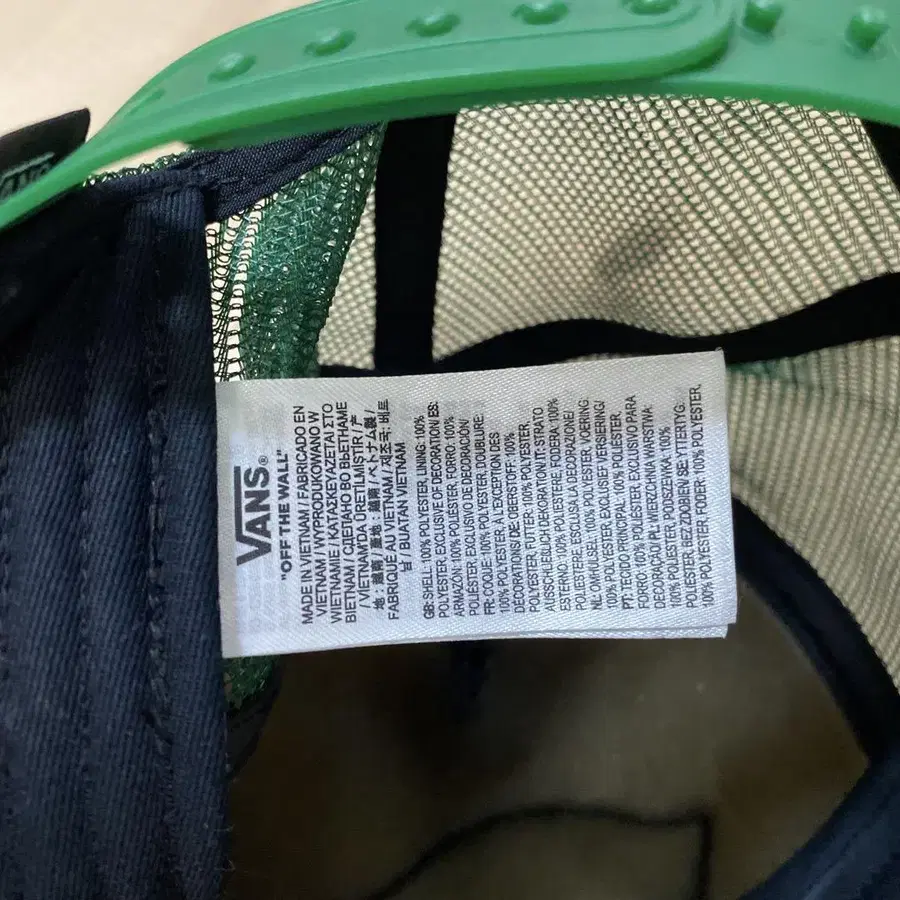 VANS®
"OFF THE WALL"
MADE IN VIETNAM / FABRICADO EN
VIETNAM / WYPRODUKOWANO W
WIETNAMIE / ΚΑΤΑΣΚΕΥΑΖΕΤΑΙ ΣΤΟ
ΒΙΕΤΝΑΜ / СДЕЛАНО ВО ВЬЕТНАМЕ
/ VIETNAM'DA ÜRETİLMİŞTİR / 产
地：越南 / 產地：越南 / ベトナム製 /
FABRIQUÉ AU VIETNAM / 제조국: 베트
남 / BUATAN VIETNAM
GB: SHELL: 100% POLYESTER, LINING: 100%
POLYESTER, EXCLUSIVE OF DECORATION/ ES:
ARMAZÓN: 100% POLIÉSTER, FORRO: 100%
POLIÉSTER, EXCLUSIVO DE DECORACIÓN/
FR: COQUE: 100% POLYESTER, DOUBLURE:
100% POLYESTER, À L'EXCEPTION DES
DÉCORATIONS/ DE: OBERSTOFF: 100%
POLYESTER, FUTTER: 100% POLYESTER,
AUSSCHLIEẞLICH DEKORATION/ IT: STRATO
ESTERNO: 100% POLIESTERE, FODERA: 100%
POLIESTERE, ESCLUSA LA DECORAZIONE/
NL: OMHULSEL: 100% POLYESTER, VOERING:
100% POLYESTER, EXCLUSIEF VERSIERING/
PT: TECIDO PRINCIPAL: 100% POLIÉSTER,
FORRO: 100% POLIÉSTER, EXCLUSIVO PARA
DECORAÇÃO/ PL: WIERZCHNIA WARSTWA:
100% POLIESTER, PODSZEWKA: 100%
POLIESTER, BEZ ZDOBIEŃ/ SE: YTTERTYG:
100% POLYESTER, FODER: 100% POLYESTER,